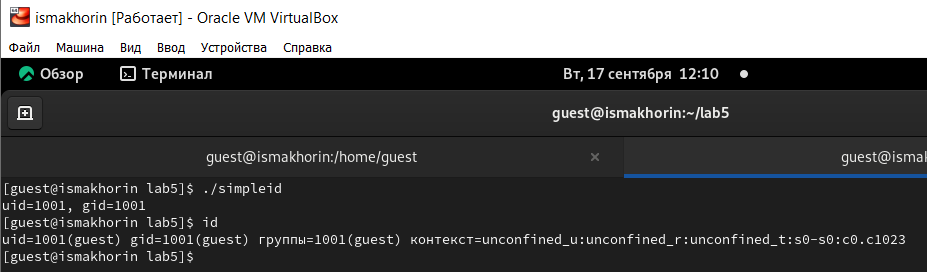 ismakhorin [Работает] - Oracle VM VirtualBox
Файл Машина Вид Ввод Устройства Справка
Обзор Терминал Вт, 17 сентября 12:10
guest@ismakhorin:~/lab5
guest@ismakhorin:/home/guest × guest@ismak
[guest@ismakhorin lab5]$ ./simpleid
uid=1001, gid=1001
[guest@ismakhorin lab5]$ id
uid=1001(guest) gid=1001(guest) группы=1001(guest) контекст=unconfined_u:unconfined_r:unconfined_t:s0-s0:c0.c1023
[guest@ismakhorin lab5]$